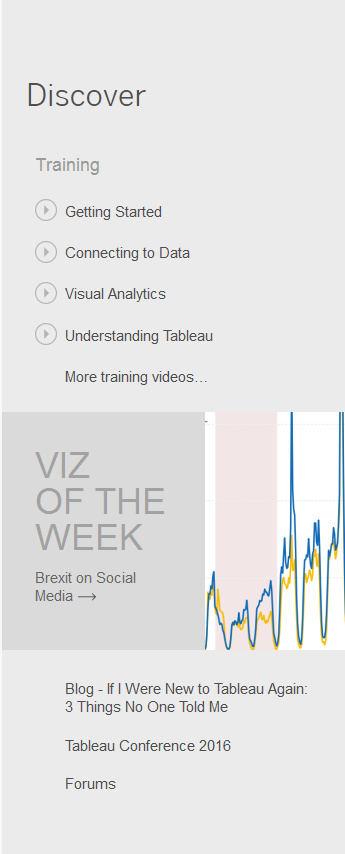 Discover
Training
Getting Started
Connecting to Data
Visual Analytics
Understanding Tableau
More training videos...
VIZ
OF THE
WEEK
Brexit on Social
Media →
Blog - If I Were New to Tableau Again:
3 Things No One Told Me
Tableau Conference 2016
Forums